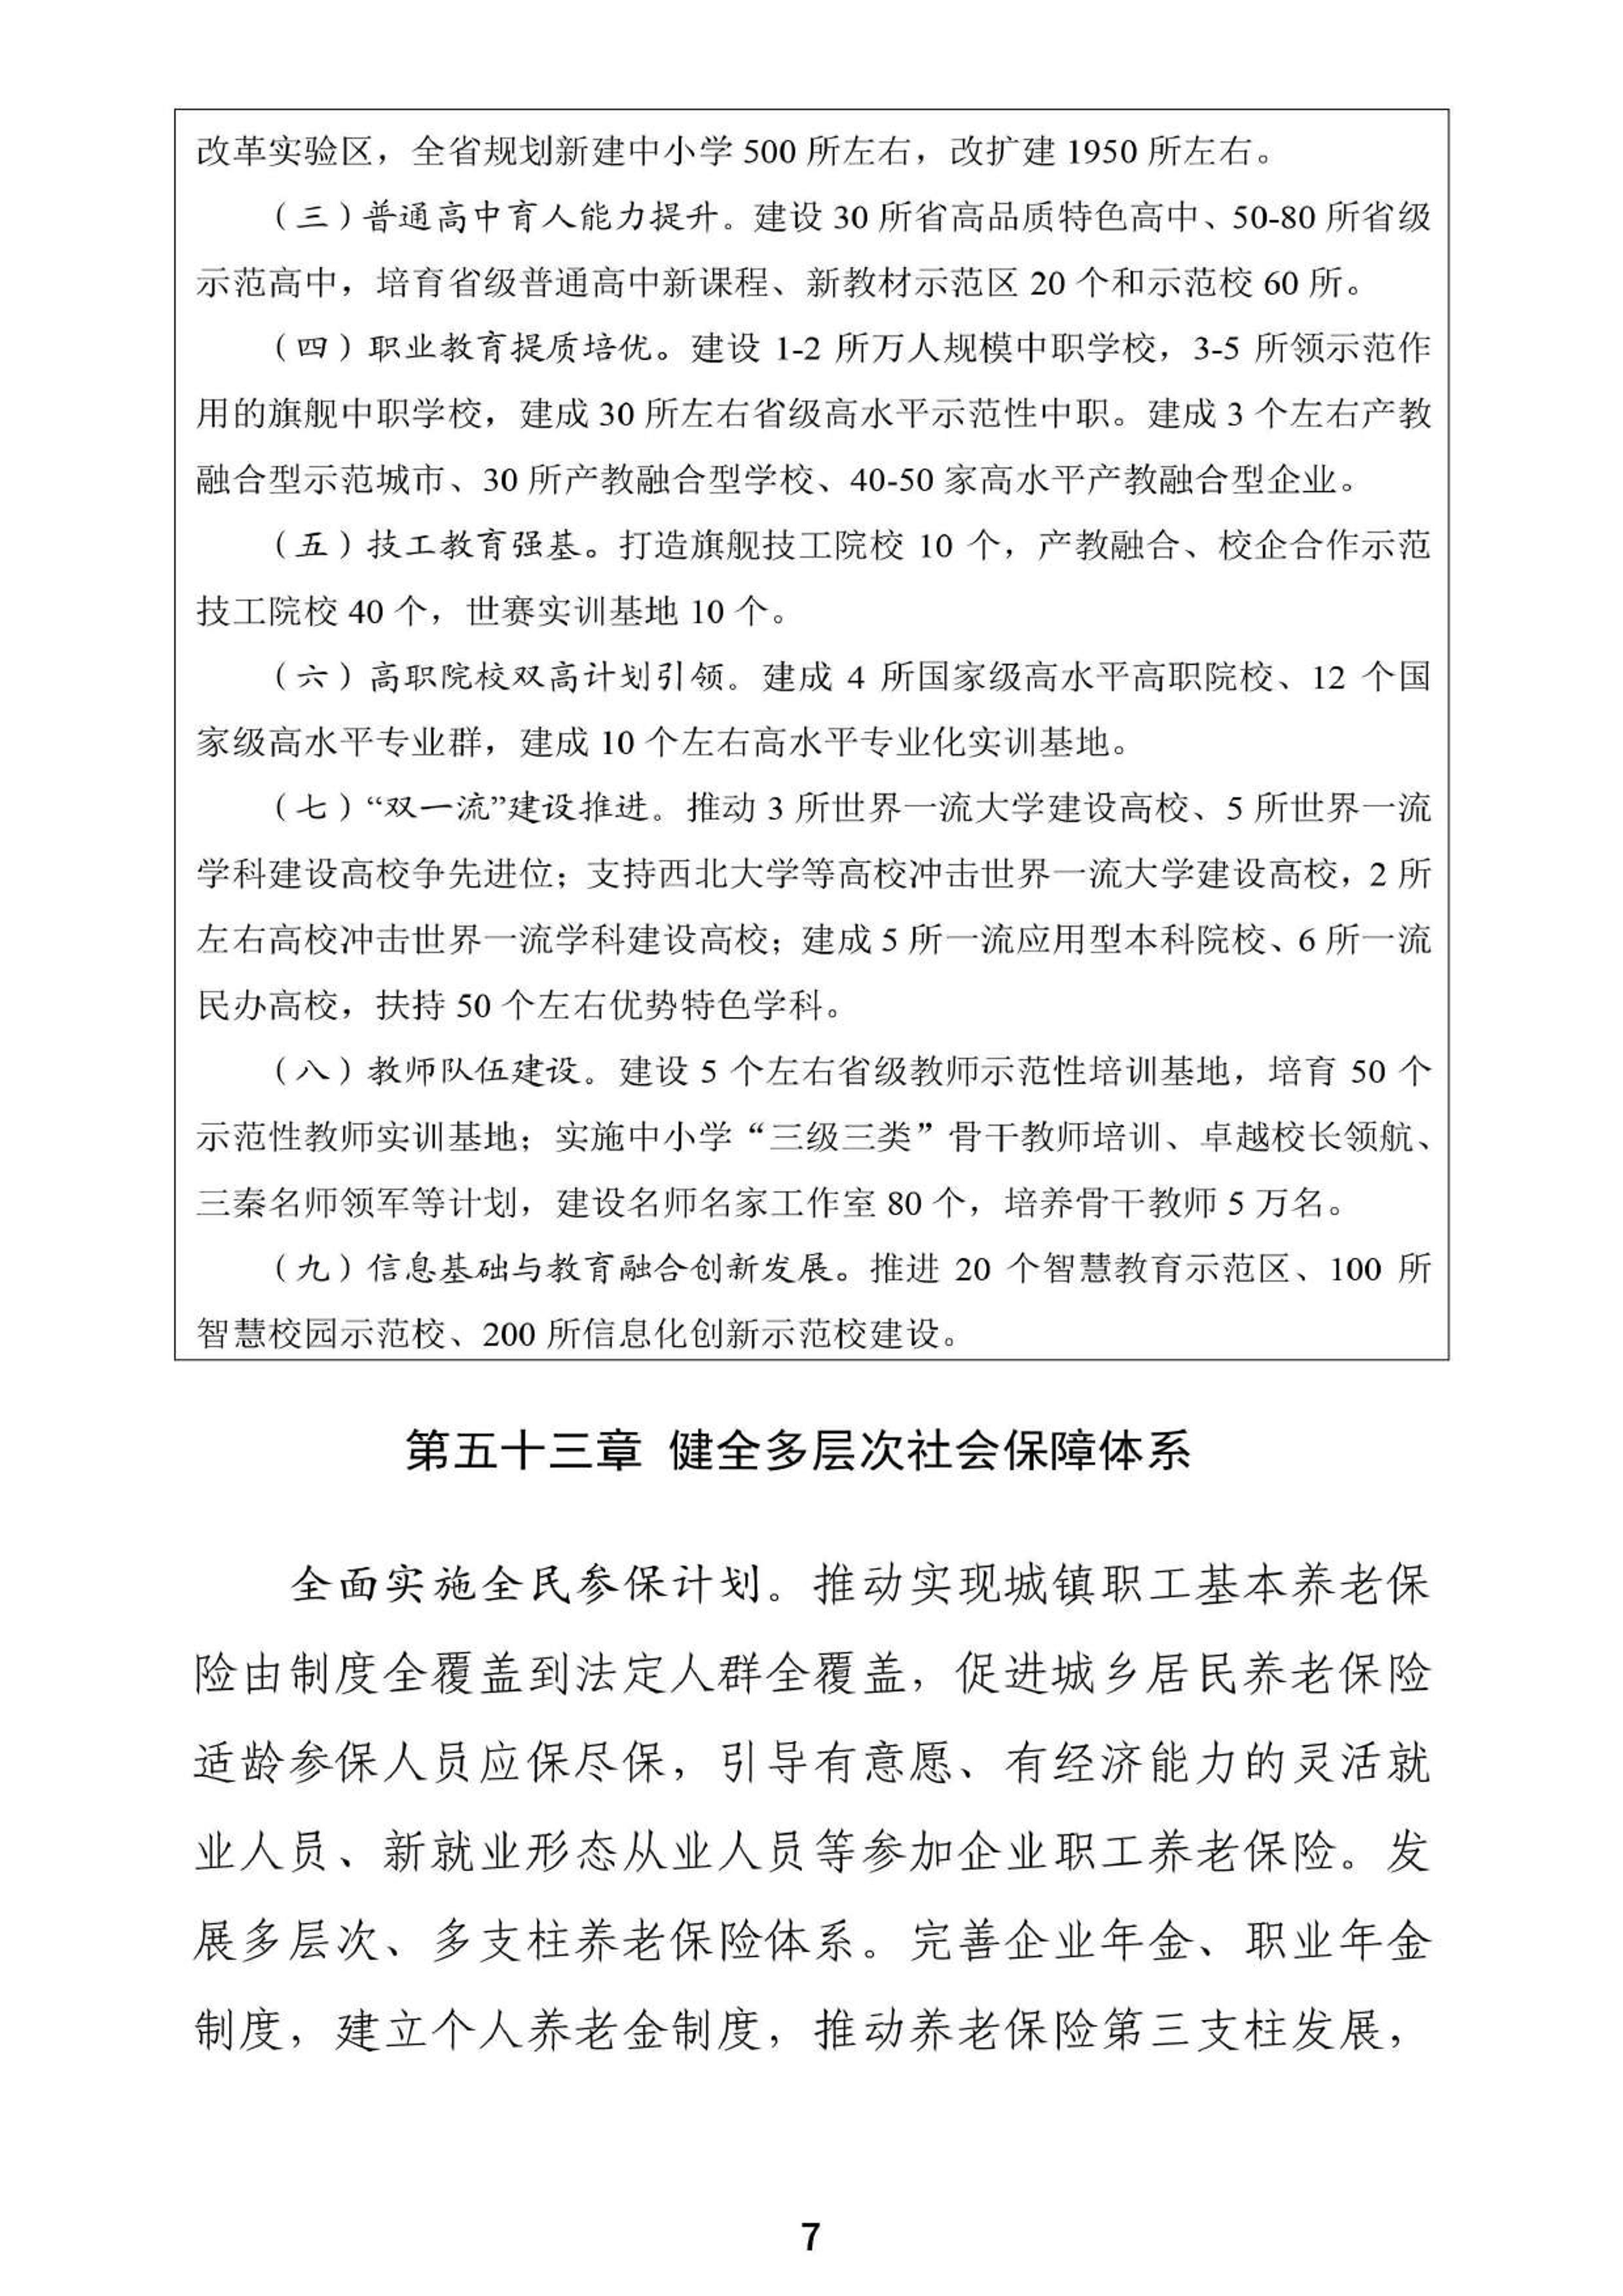 改革实验区，全省规划新建中小学 500 所左右，改扩建 1950 所左右。
（三）普通高中育人能力提升。建设 30 所省高品质特色高中、50-80 所省级
示范高中，培育省级普通高中新课程、新教材示范区 20 个和示范校 60 所。
（四）职业教育提质培优。建设 1-2 所万人规模中职学校，3-5 所领示范作
用的旗舰中职学校，建成 30 所左右省级高水平示范性中职。建成 3 个左右产教
融合型示范城市、30 所产教融合型学校、40-50 家高水平产教融合型企业。
（五）技工教育强基。打造旗舰技工院校 10 个，产教融合、校企合作示范
技工院校 40 个，世赛实训基地 10 个。
（六）高职院校双高计划引领。建成 4 所国家级高水平高职院校、12 个国
家级高水平专业群，建成 10 个左右高水平专业化实训基地。
（七）“双一流”建设推进。推动 3 所世界一流大学建设高校、5 所世界一流
学科建设高校争先进位；支持西北大学等高校冲击世界一流大学建设高校，2 所
左右高校冲击世界一流学科建设高校；建成 5 所一流应用型本科院校、6 所一流
民办高校，扶持 50 个左右优势特色学科。
（八）教师队伍建设。建设 5 个左右省级教师示范性培训基地，培育 50 个
示范性教师实训基地；实施中小学“三级三类”骨干教师培训、卓越校长领航、
三秦名师领军等计划，建设名师名家工作室 80 个，培养骨干教师 5 万名。
（九）信息基础与教育融合创新发展。推进 20 个智慧教育示范区、100 所
智慧校园示范校、200 所信息化创新示范校建设。
第五十三章 健全多层次社会保障体系
全面实施全民参保计划。推动实现城镇职工基本养老保
险由制度全覆盖到法定人群全覆盖，促进城乡居民养老保险
适龄参保人员应保尽保，引导有意愿、有经济能力的灵活就
业人员、新就业形态从业人员等参加企业职工养老保险。发
展多层次、多支柱养老保险体系。完善企业年金、职业年金
制度，建立个人养老金制度，推动养老保险第三支柱发展，
7